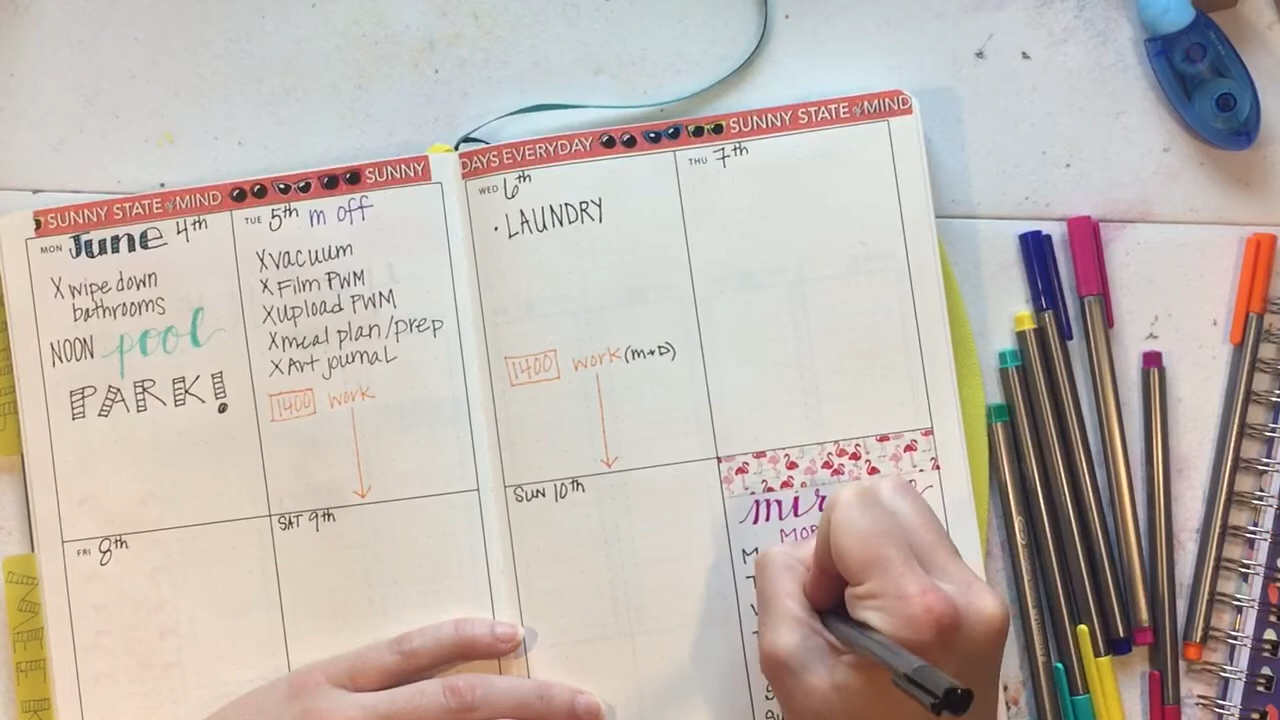 SUNNY STATE of MIND SUNNY
DAYS EVERYDAY SUNNY STATE of MIND
MON June 4th
X wipe down
bathrooms
NOON pool
PARK!
TUE 5th m off
X vacuum
X Film PWM
X Upload PWM
X meal plan/prep
X Art journal
1400 work
WED 6th
· LAUNDRY
1400 work (m+D)
THU 7th
FRI 8th
SAT 9th
SUN 10th
M